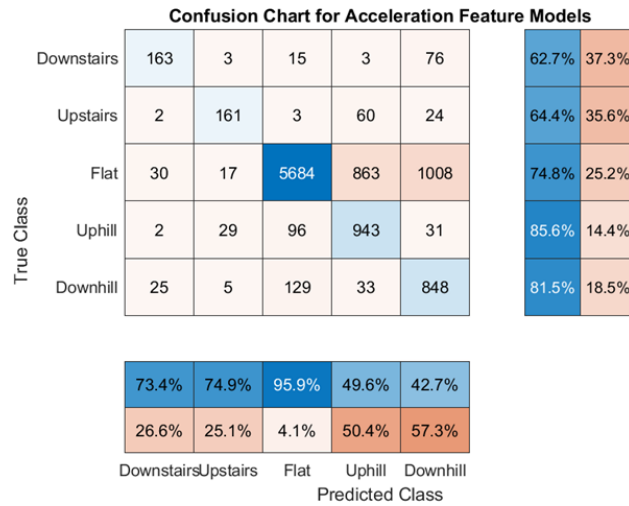 Confusion Chart for Acceleration Feature Models
Downstairs 163 3 15 3 76 62.7% 37.3%
Upstairs 2 161 3 60 24 64.4% 35.6%
Flat 30 17 5684 863 1008 74.8% 25.2%
Uphill 2 29 96 943 31 85.6% 14.4%
Downhill 25 5 129 33 848 81.5% 18.5%
True Class
73.4% 74.9% 95.9% 49.6% 42.7%
26.6% 25.1% 4.1% 50.4% 57.3%
Downstairs Upstairs Flat Uphill Downhill
Predicted Class